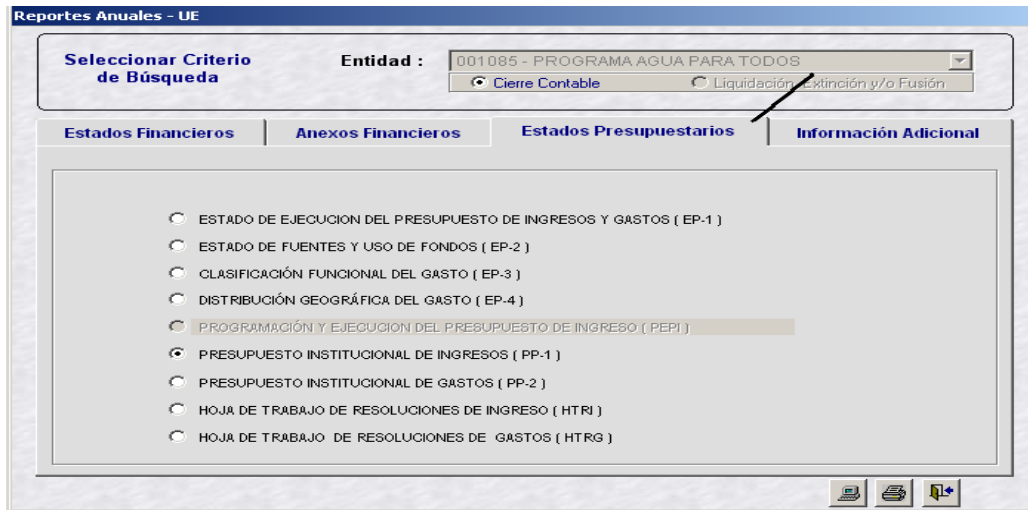 Reportes Anuales - UE
Seleccionar Criterio de Búsqueda
Entidad :
001085 - PROGRAMA AGUA PARA TODOS
Cierre Contable
Liquidación, Extinción y/o Fusión
Estados Financieros
Anexos Financieros
Estados Presupuestarios
Información Adicional
ESTADO DE EJECUCION DEL PRESUPUESTO DE INGRESOS Y GASTOS ( EP-1 )
ESTADO DE FUENTES Y USO DE FONDOS ( EP-2 )
CLASIFICACIÓN FUNCIONAL DEL GASTO ( EP-3 )
DISTRIBUCIÓN GEOGRÁFICA DEL GASTO ( EP-4 )
PROGRAMACIÓN Y EJECUCION DEL PRESUPUESTO DE INGRESO ( PEPI )
PRESUPUESTO INSTITUCIONAL DE INGRESOS ( PP-1 )
PRESUPUESTO INSTITUCIONAL DE GASTOS ( PP-2 )
HOJA DE TRABAJO DE RESOLUCIONES DE INGRESO ( HTRI )
HOJA DE TRABAJO DE RESOLUCIONES DE GASTOS ( HTRG )